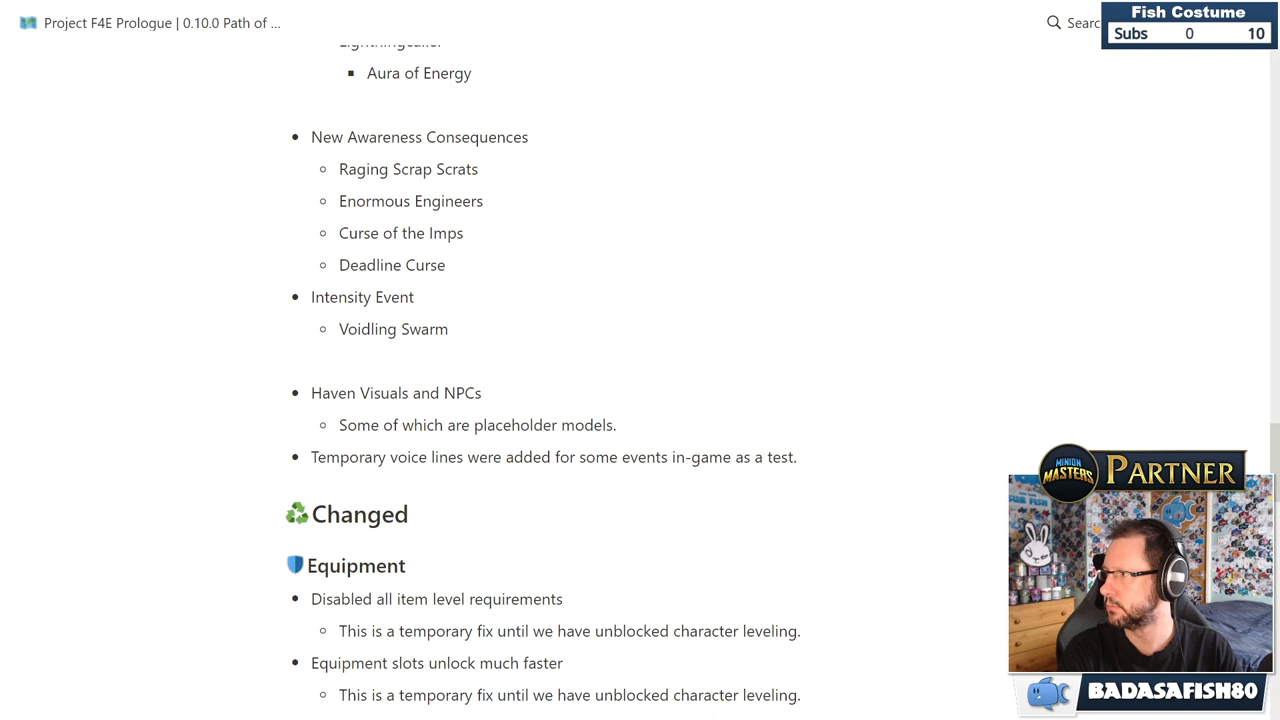 Project F4E Prologue | 0.10.0 Path of ...
Searc
Fish Costume
Subs 0 10
Aura of Energy
New Awareness Consequences
Raging Scrap Scrats
Enormous Engineers
Curse of the Imps
Deadline Curse
Intensity Event
Voidling Swarm
Haven Visuals and NPCs
Some of which are placeholder models.
Temporary voice lines were added for some events in-game as a test.
Changed
Equipment
Disabled all item level requirements
This is a temporary fix until we have unblocked character leveling.
Equipment slots unlock much faster
This is a temporary fix until we have unblocked character leveling.
MINION
MASTERS
PARTNER
BADASAFISH80